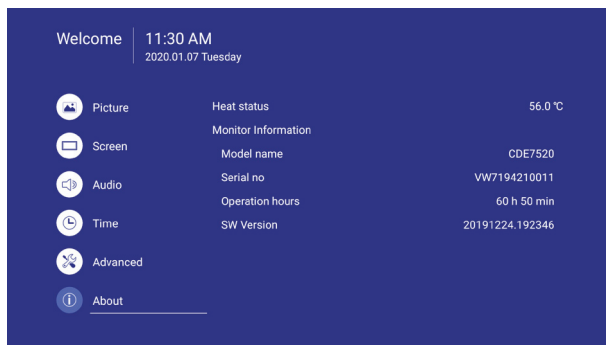 Welcome
11:30 AM
2020.01.07 Tuesday
Picture
Screen
Audio
Time
Advanced
About
Heat status 56.0 ℃
Monitor Information
Model name CDE7520
Serial no VW7194210011
Operation hours 60 h 50 min
SW Version 20191224.192346